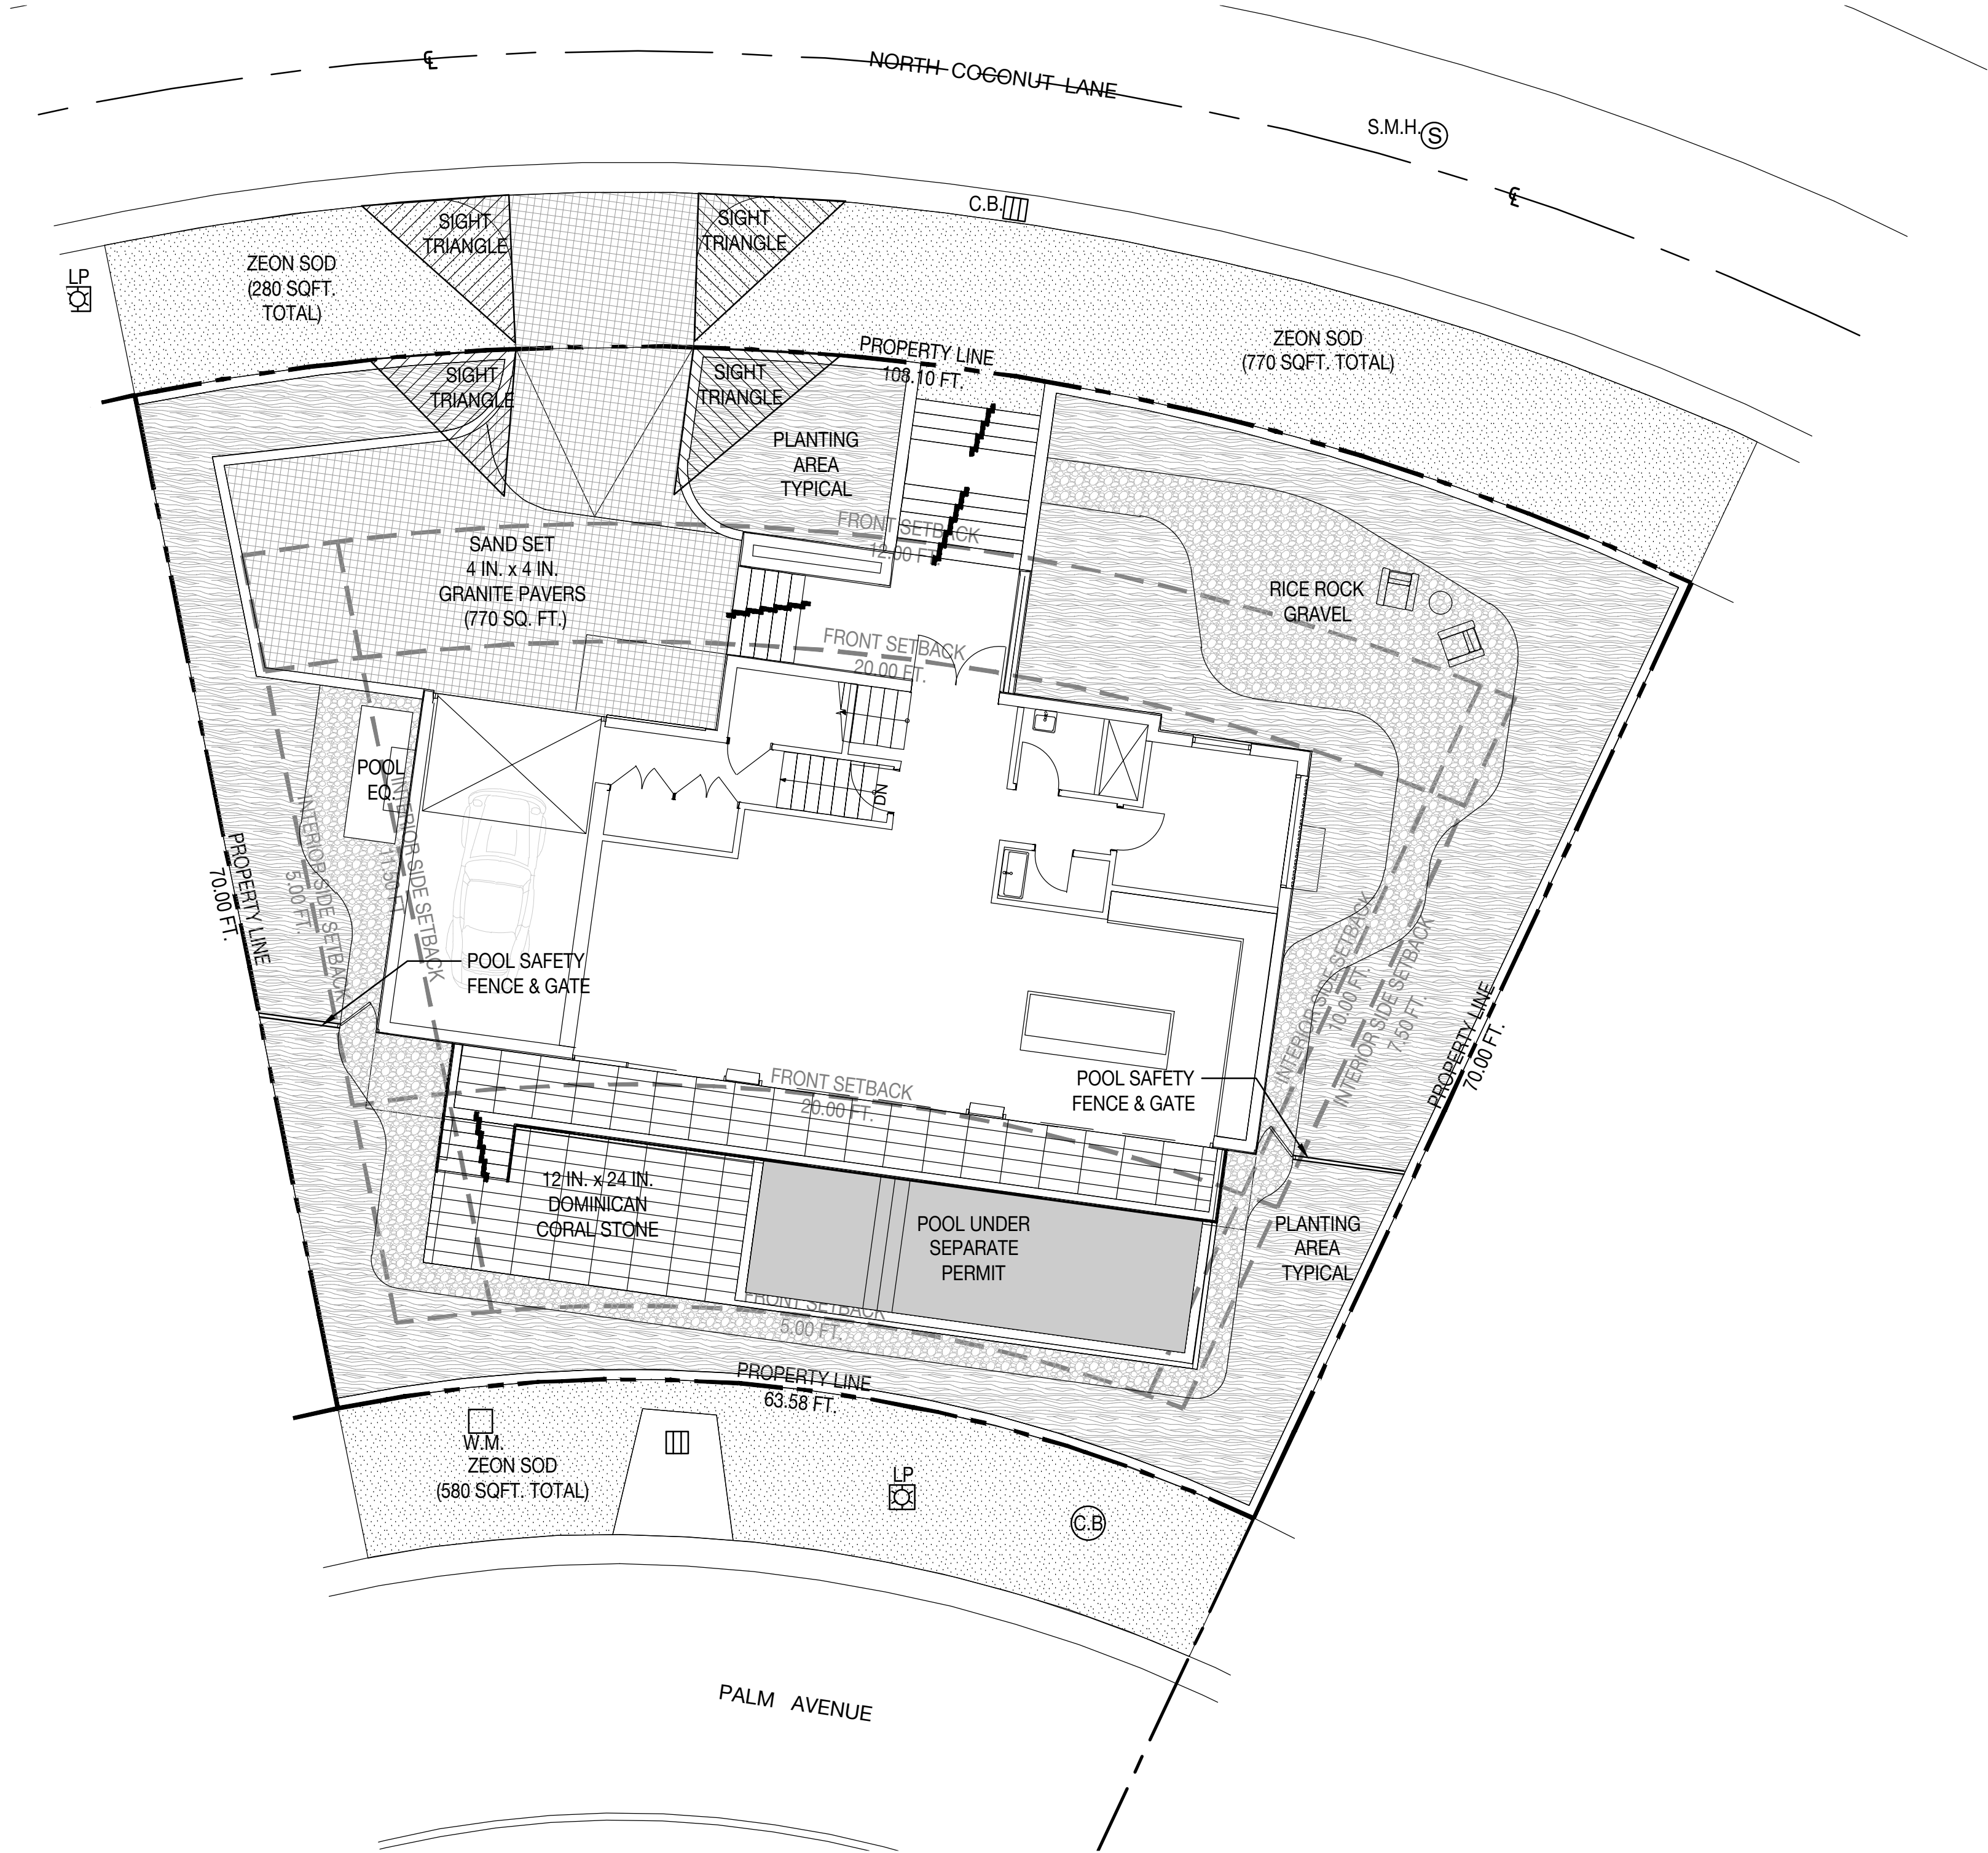 ℄
NORTH COCONUT LANE
S.M.H. S
℄
C.B.
SIGHT
TRIANGLE
SIGHT
TRIANGLE
LP
ZEON SOD
(280 SQFT.
TOTAL)
ZEON SOD
(770 SQFT. TOTAL)
PROPERTY LINE
108.10 FT.
SIGHT
TRIANGLE
SIGHT
TRIANGLE
PLANTING
AREA
TYPICAL
FRONT SETBACK
12.00 FT.
SAND SET
4 IN. x 4 IN.
GRANITE PAVERS
(770 SQ. FT.)
RICE ROCK
GRAVEL
FRONT SETBACK
20.00 FT.
POOL
EQ.
DN
PROPERTY LINE
70.00 FT.
INTERIOR SIDE SETBACK
5.00 FT.
INTERIOR SIDE SETBACK
11.50 FT.
POOL SAFETY
FENCE & GATE
INTERIOR SIDE SETBACK
10.00 FT.
INTERIOR SIDE SETBACK
7.50 FT.
PROPERTY LINE
70.00 FT.
FRONT SETBACK
20.00 FT.
POOL SAFETY
FENCE & GATE
12 IN. x 24 IN.
DOMINICAN
CORAL STONE
POOL UNDER
SEPARATE
PERMIT
PLANTING
AREA
TYPICAL
FRONT SETBACK
5.00 FT.
PROPERTY LINE
63.58 FT.
W.M.
ZEON SOD
(580 SQFT. TOTAL)
LP
C.B
PALM AVENUE